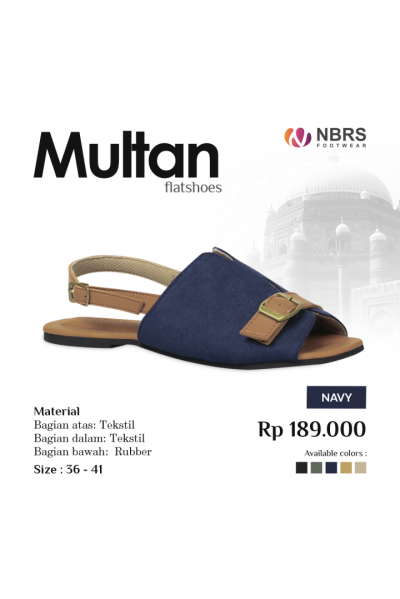 Multan
flatshoes
NBRS
FOOTWEAR
NAVY
Rp 189.000
Available colors :
Material
Bagian atas: Tekstil
Bagian dalam: Tekstil
Bagian bawah:  Rubber
Size : 36 - 41